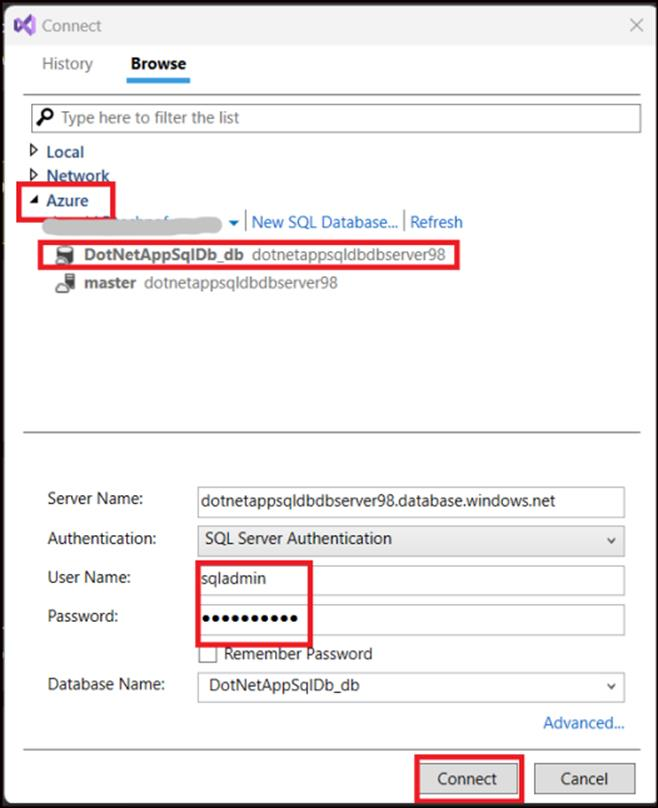 Connect
History Browse
Type here to filter the list
Local
Network
Azure
New SQL Database... Refresh
DotNetAppSqlDb_db dotnetappsqldbdbserver98
master dotnetappsqldbdbserver98
Server Name: dotnetappsqldbdbserver98.database.windows.net
Authentication: SQL Server Authentication
User Name: sqladmin
Password: ●●●●●●●●●●
Remember Password
Database Name: DotNetAppSqlDb_db
Advanced...
Connect Cancel